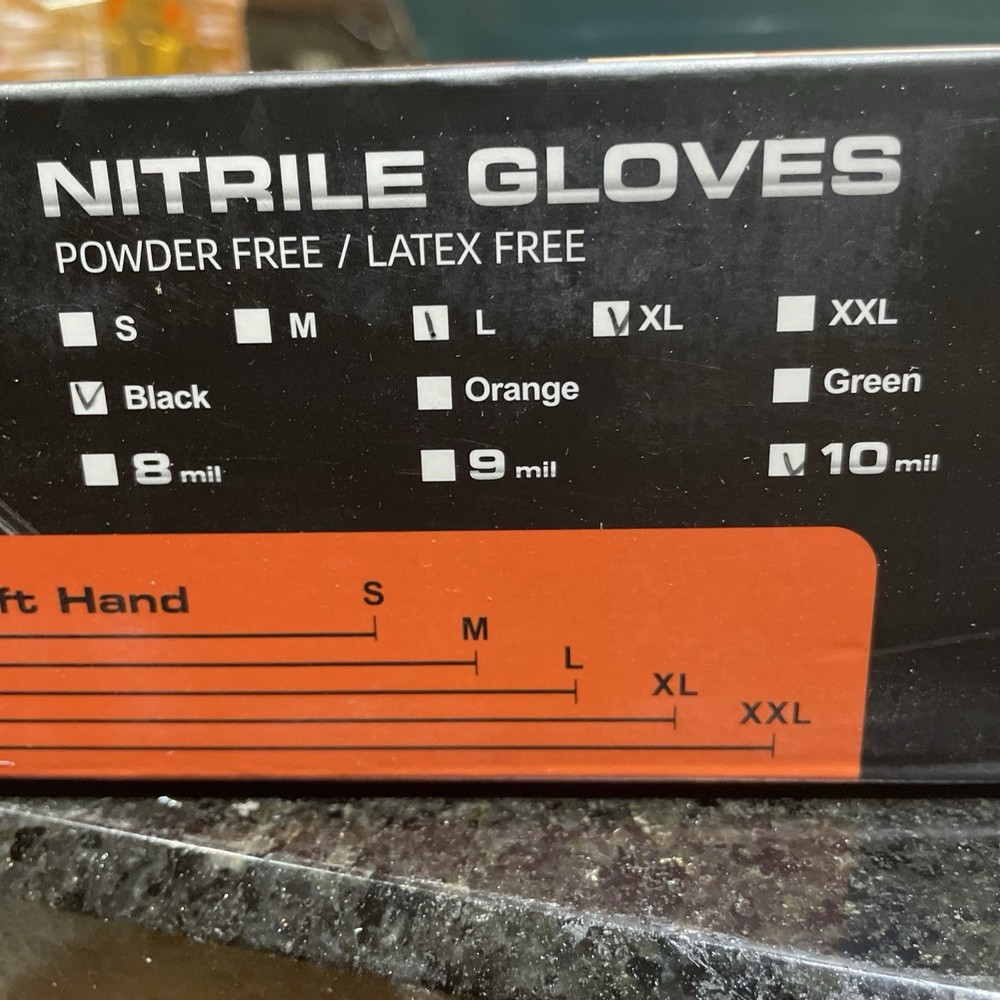 NITRILE GLOVES
POWDER FREE / LATEX FREE
S M L XL XXL
Black Orange Green
8 mil 9 mil 10 mil
ft Hand
S
M
L
XL
XXL